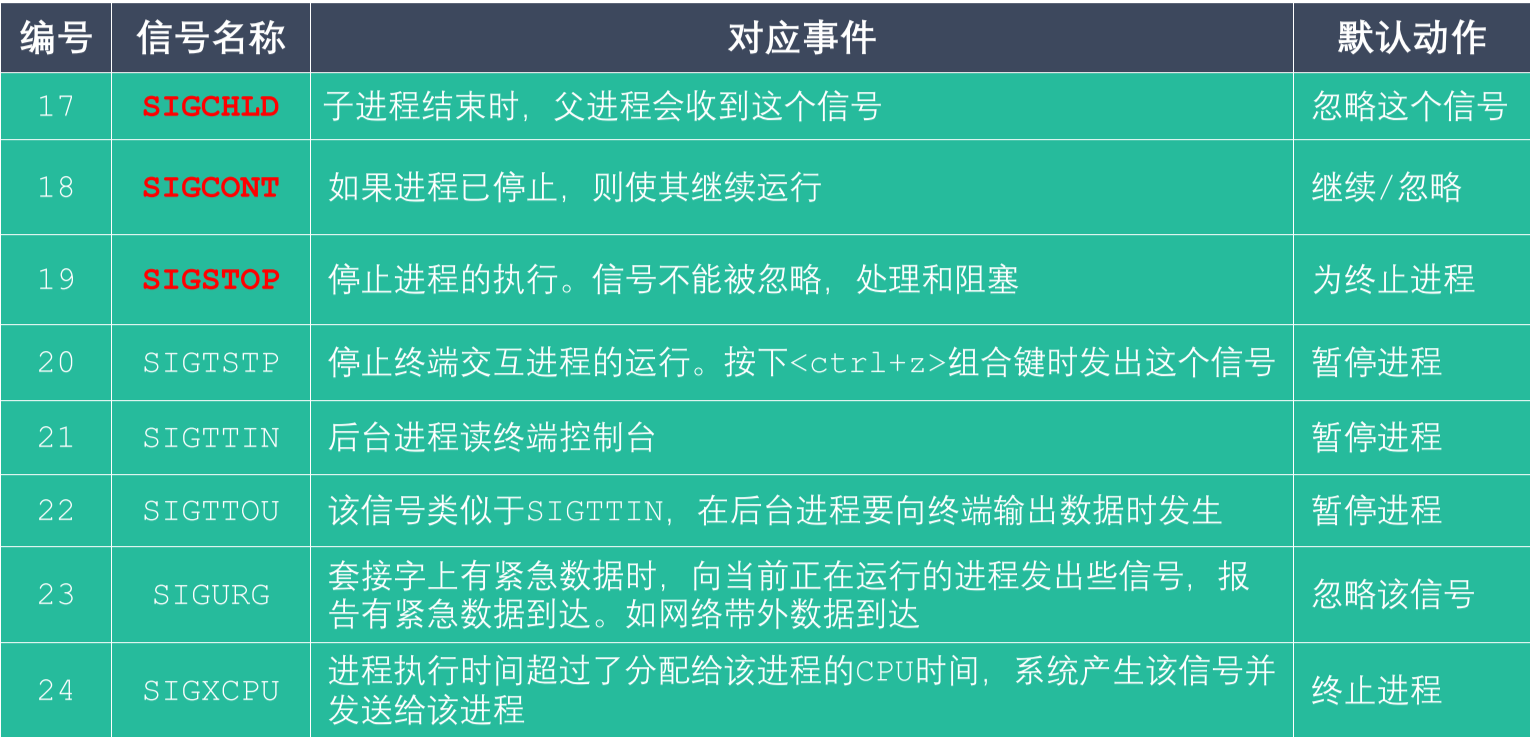 编号 信号名称 对应事件 默认动作
17 SIGCHLD 子进程结束时，父进程会收到这个信号 忽略这个信号
18 SIGCONT 如果进程已停止，则使其继续运行 继续/忽略
19 SIGSTOP 停止进程的执行。信号不能被忽略，处理和阻塞 为终止进程
20 SIGTSTP 停止终端交互进程的运行。按下<ctrl+z>组合键时发出这个信号 暂停进程
21 SIGTTIN 后台进程读终端控制台 暂停进程
22 SIGTTOU 该信号类似于SIGTTIN，在后台进程要向终端输出数据时发生 暂停进程
23 SIGURG 套接字上有紧急数据时，向当前正在运行的进程发出些信号，报
告有紧急数据到达。如网络带外数据到达 忽略该信号
24 SIGXCPU 进程执行时间超过了分配给该进程的CPU时间，系统产生该信号并
发送给该进程 终止进程